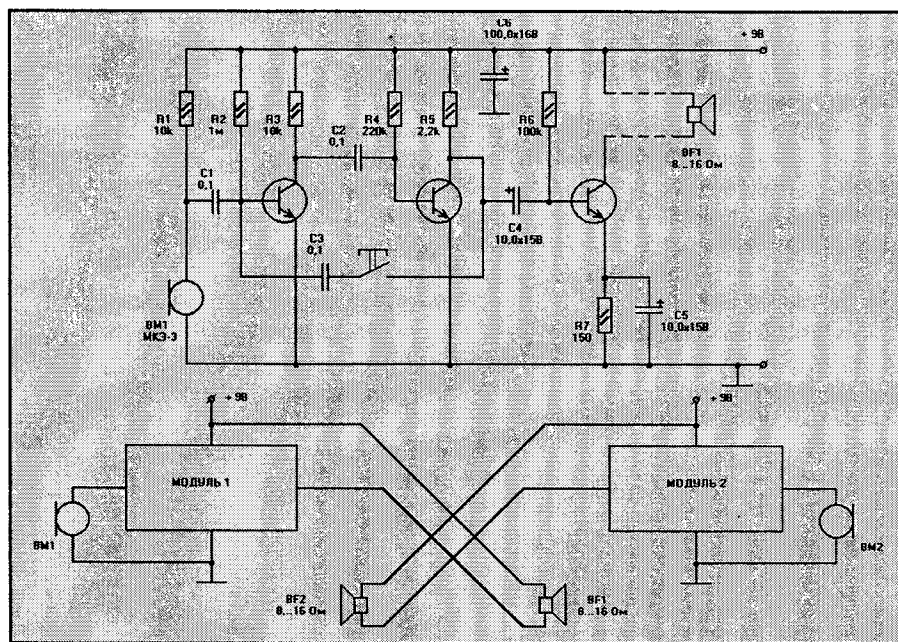 C6
100,0x16В
+ 9В
R1
10k
R2
1м
R3
10k
C2
0,1
R4
220k
R5
2,2k
R6
100k
BF1
8...16 Ом
C1
0,1
C3
0,1
C4
10,0x15В
BM1
МКЭ-3
R7
150
C5
10,0x15В
+ 9В
+ 9В
МОДУЛЬ 1
МОДУЛЬ 2
BM1
BM2
BF2
8...16 Ом
BF1
8...16 Ом